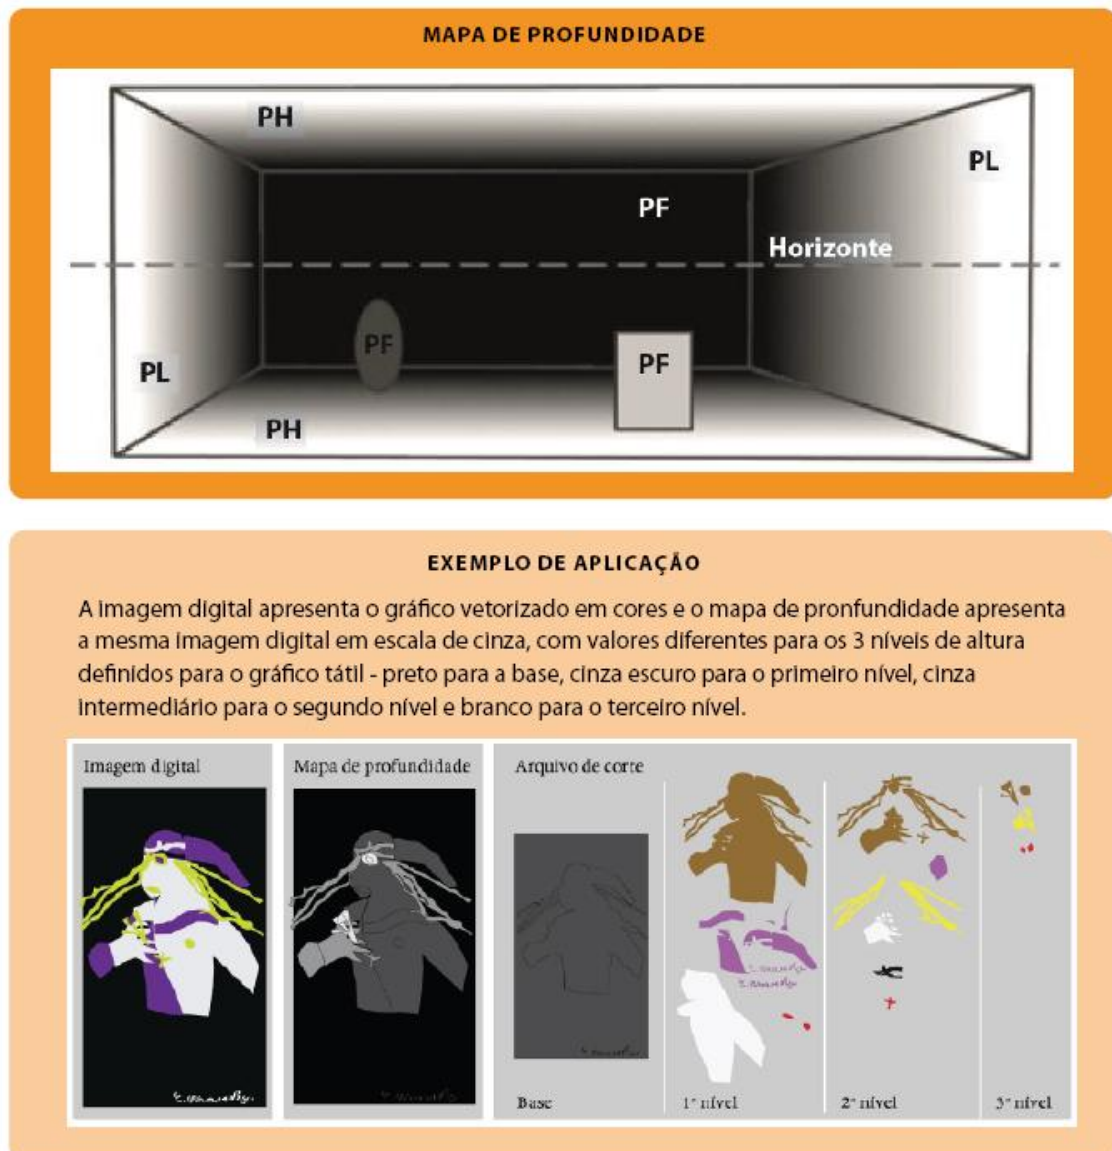 MAPA DE PROFUNDIDADE
PH
PL
PF
Horizonte
PF
PF
PL
PH
EXEMPLO DE APLICAÇÃO
A imagem digital apresenta o gráfico vetorizado em cores e o mapa de pronfundidade apresenta
a mesma imagem digital em escala de cinza, com valores diferentes para os 3 níveis de altura
definidos para o gráfico tátil - preto para a base, cinza escuro para o primeiro nível, cinza
intermediário para o segundo nível e branco para o terceiro nível.
Imagem digital
Mapa de profundidade
Arquivo de corte
Base
1º nível
2º nível
3º nível